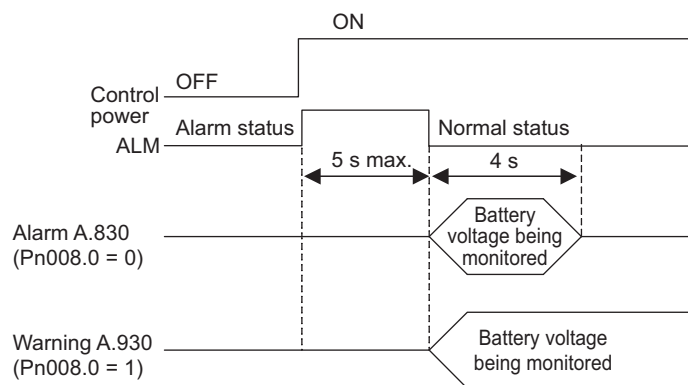 ON
OFF
Control
power
ALM
Alarm status
Normal status
5 s max.
4 s
Alarm A.830
(Pn008.0 = 0)
Battery
voltage being
monitored
Warning A.930
(Pn008.0 = 1)
Battery voltage
being monitored